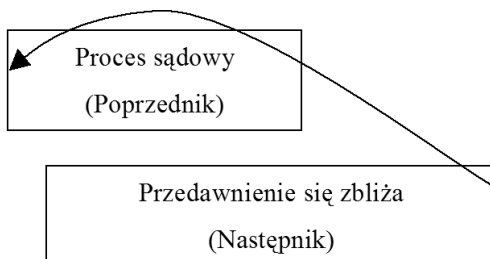 Proces sądowy
(Poprzednik)
Przedawnienie się zbliża
(Następnik)